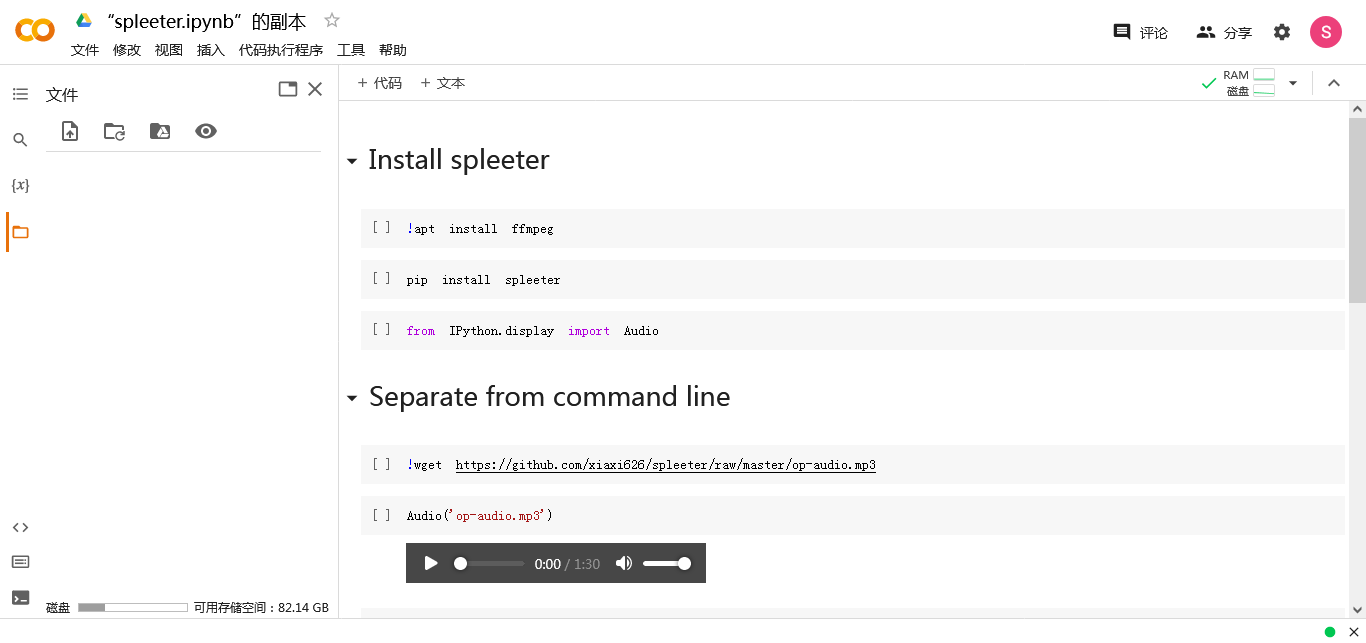 “spleeter.ipynb”的副本
文件 修改 视图 插入 代码执行程序 工具 帮助
评论 分享 S
文件
+ 代码 + 文本
RAM
磁盘
{x}
Install spleeter
[ ] !apt install ffmpeg
[ ] pip install spleeter
[ ] from IPython.display import Audio
Separate from command line
[ ] !wget https://github.com/xiaxi626/spleeter/raw/master/op-audio.mp3
[ ] Audio('op-audio.mp3')
0:00 / 1:30
磁盘 可用存储空间：82.14 GB